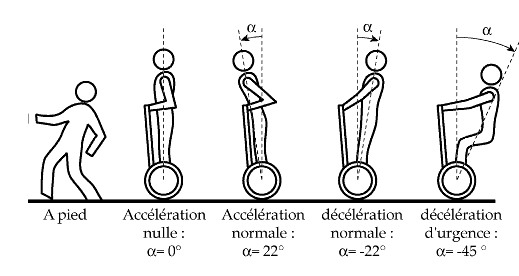 α α α
A pied Accélération Accélération décélération décélération
nulle : normale : normale : d'urgence :
α= 0° α= 22° α= -22° α= -45 °